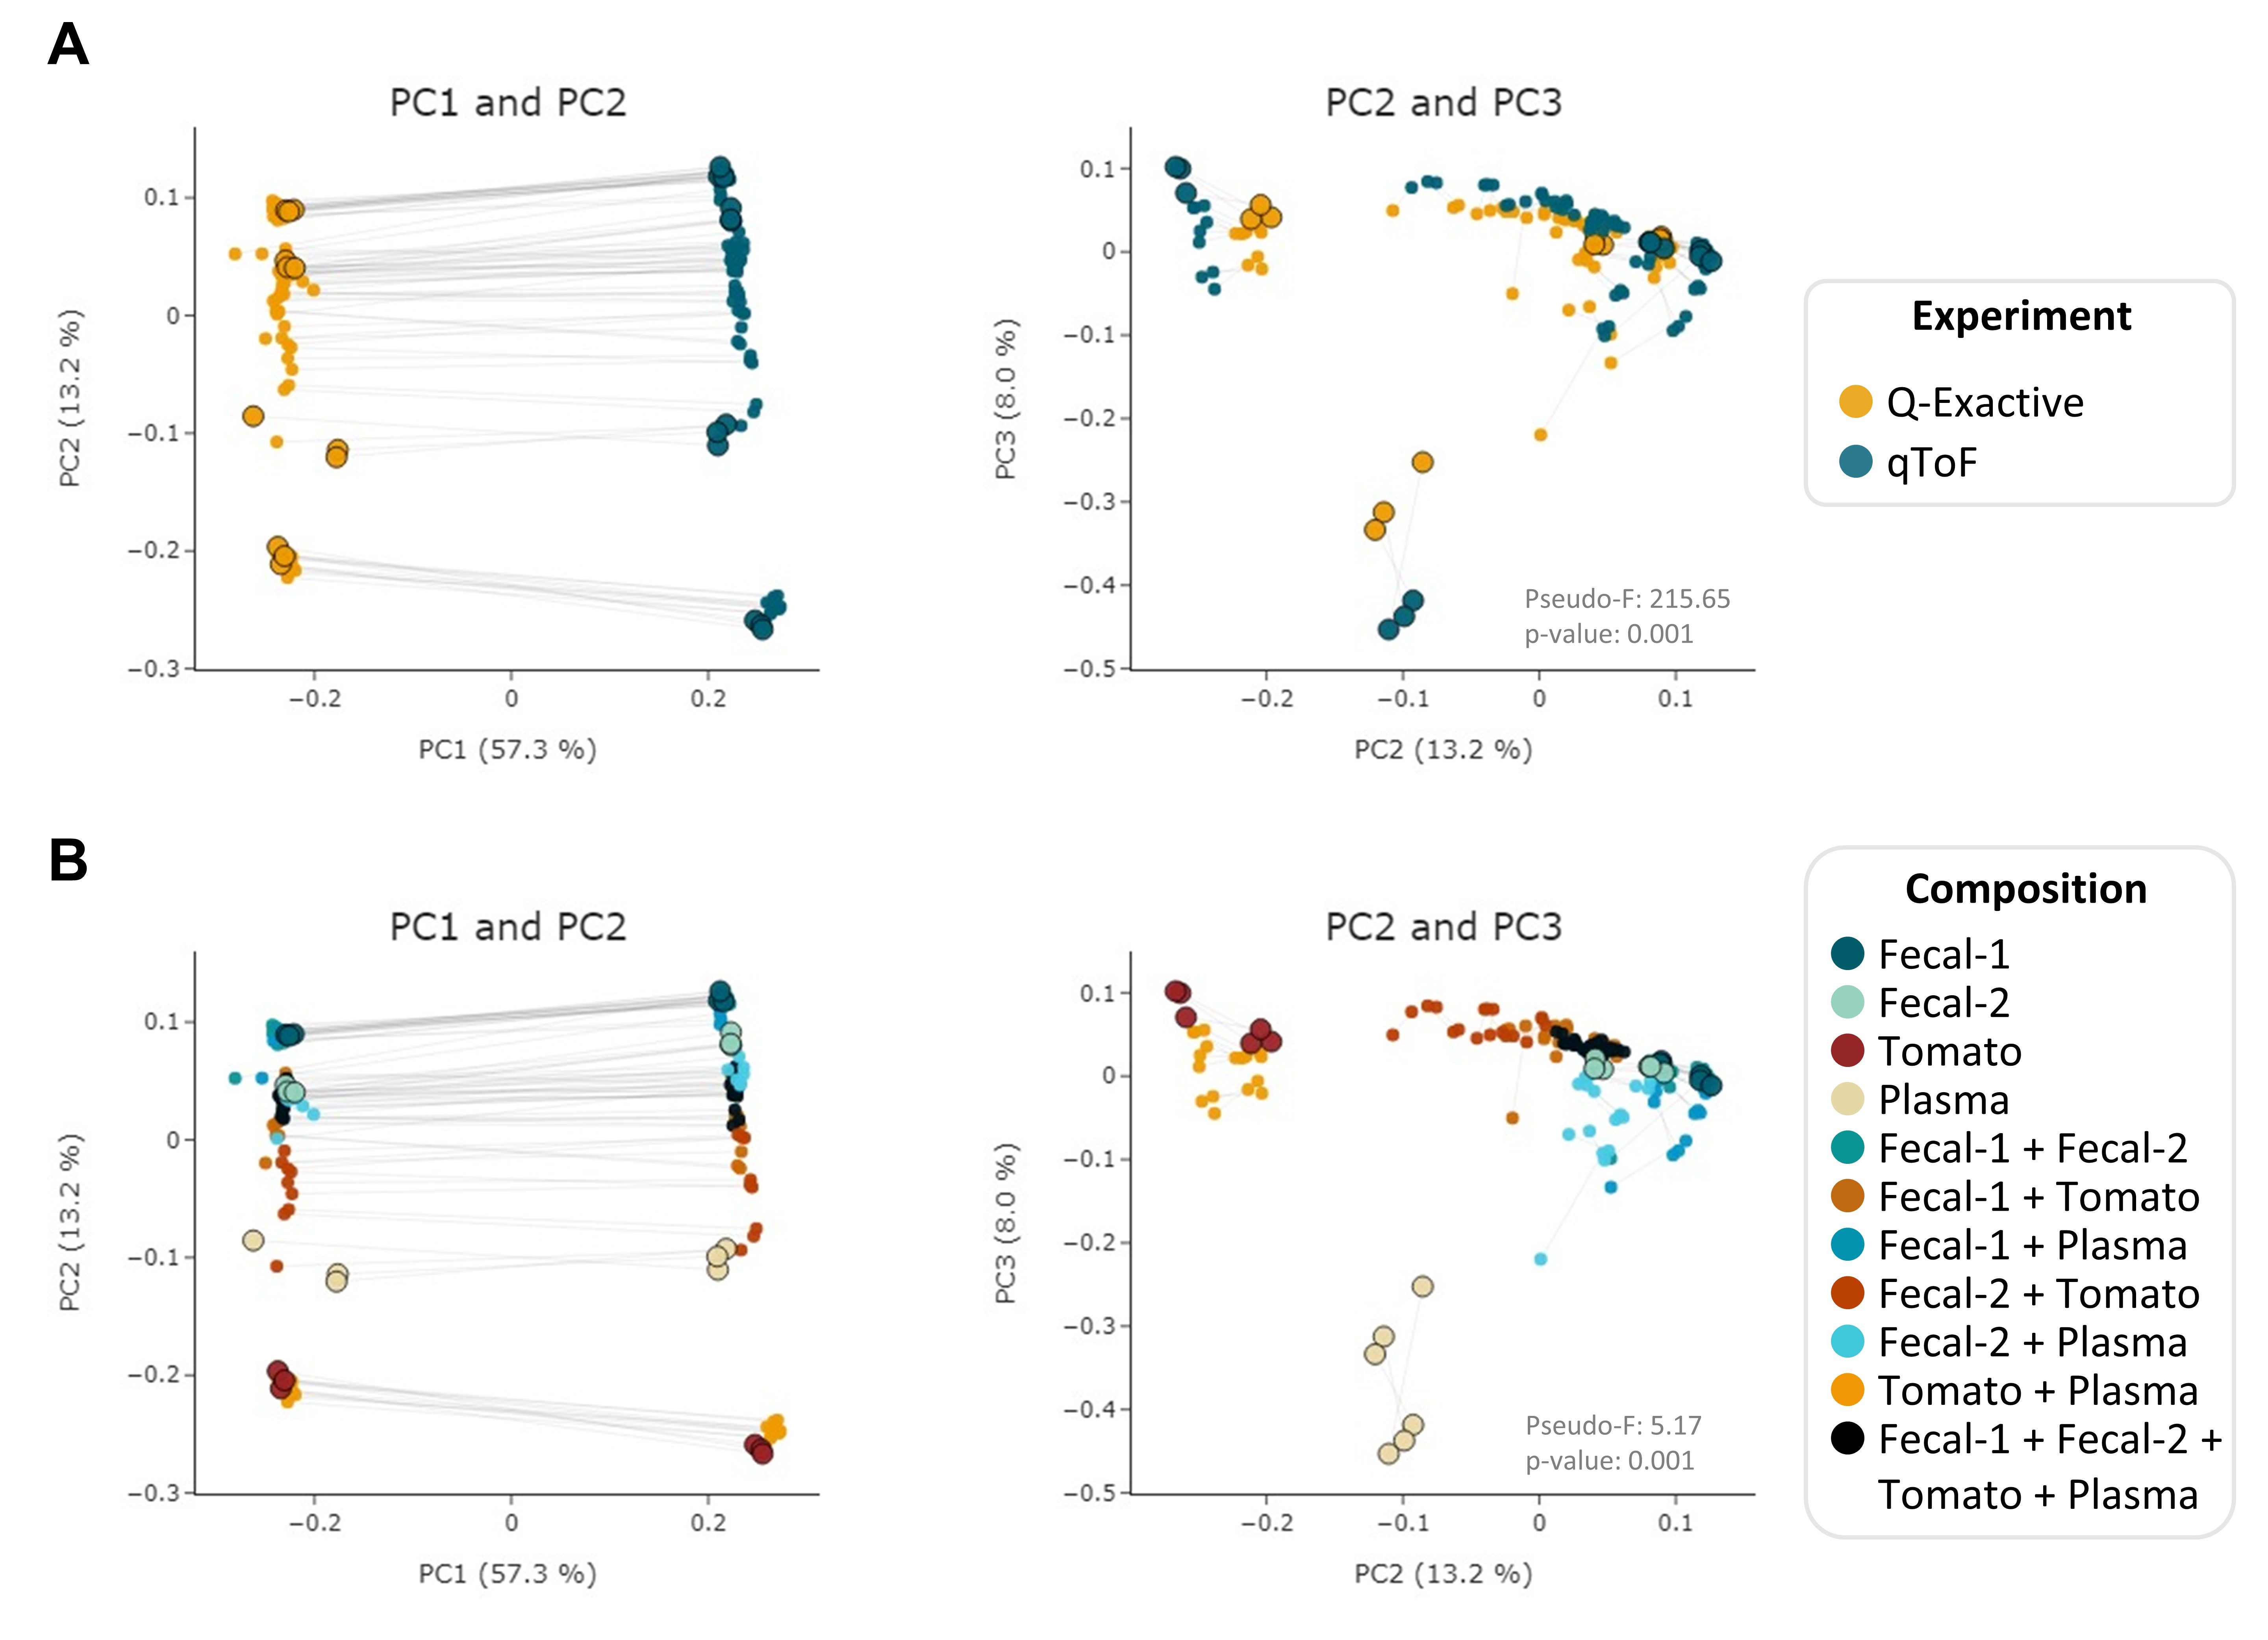 A
PC1 and PC2
0.1
0
−0.1
−0.2
−0.3
−0.2
0
0.2
PC2 (13.2 %)
PC1 (57.3 %)
PC2 and PC3
0.1
0
−0.1
−0.2
−0.3
−0.4
−0.5
−0.2
−0.1
0
0.1
PC3 (8.0 %)
PC2 (13.2 %)
Pseudo-F: 215.65
p-value: 0.001
Experiment
Q-Exactive
qToF
B
PC1 and PC2
0.1
0
−0.1
−0.2
−0.3
−0.2
0
0.2
PC2 (13.2 %)
PC1 (57.3 %)
PC2 and PC3
0.1
0
−0.1
−0.2
−0.3
−0.4
−0.5
−0.2
−0.1
0
0.1
PC3 (8.0 %)
PC2 (13.2 %)
Pseudo-F: 5.17
p-value: 0.001
Composition
Fecal-1
Fecal-2
Tomato
Plasma
Fecal-1 + Fecal-2
Fecal-1 + Tomato
Fecal-1 + Plasma
Fecal-2 + Tomato
Fecal-2 + Plasma
Tomato + Plasma
Fecal-1 + Fecal-2 +
Tomato + Plasma